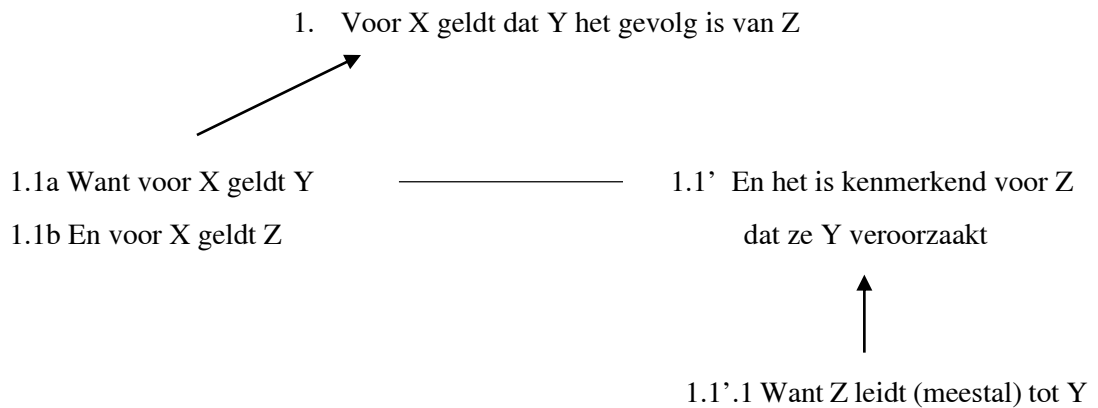 1. Voor X geldt dat Y het gevolg is van Z
1.1a Want voor X geldt Y
1.1’ En het is kenmerkend voor Z
1.1b En voor X geldt Z
dat ze Y veroorzaakt
1.1’.1 Want Z leidt (meestal) tot Y